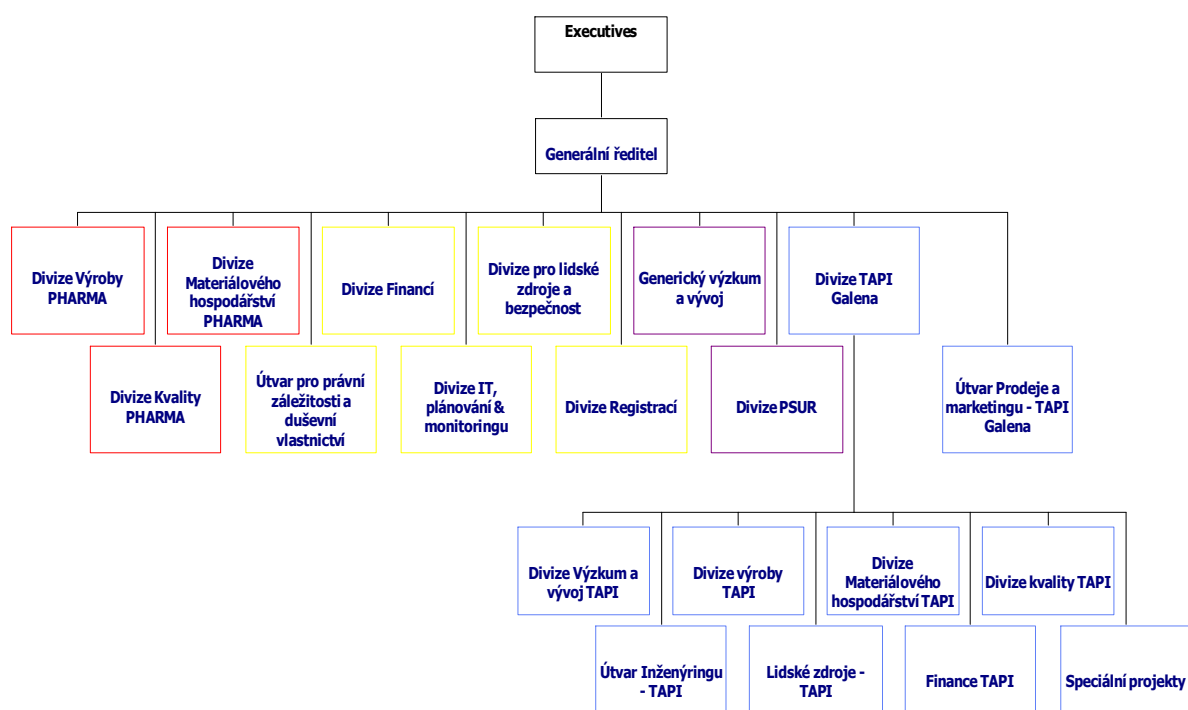 Executives
Generální ředitel
Divize Výroby
PHARMA
Divize
Materiálového
hospodářství
PHARMA
Divize Financí
Divize pro lidské
zdroje a
bezpečnost
Generický výzkum
a vývoj
Divize TAPI
Galena
Divize Kvality
PHARMA
Útvar pro právní
záležitosti a
duševní
vlastnictví
Divize IT,
plánování &
monitoringu
Divize Registrací
Divize PSUR
Útvar Prodeje a
marketingu - TAPI
Galena
Divize Výzkum a
vývoj TAPI
Divize výroby
TAPI
Divize
Materiálového
hospodářství TAPI
Divize kvality TAPI
Útvar Inženýringu
- TAPI
Lidské zdroje -
TAPI
Finance TAPI
Speciální projekty